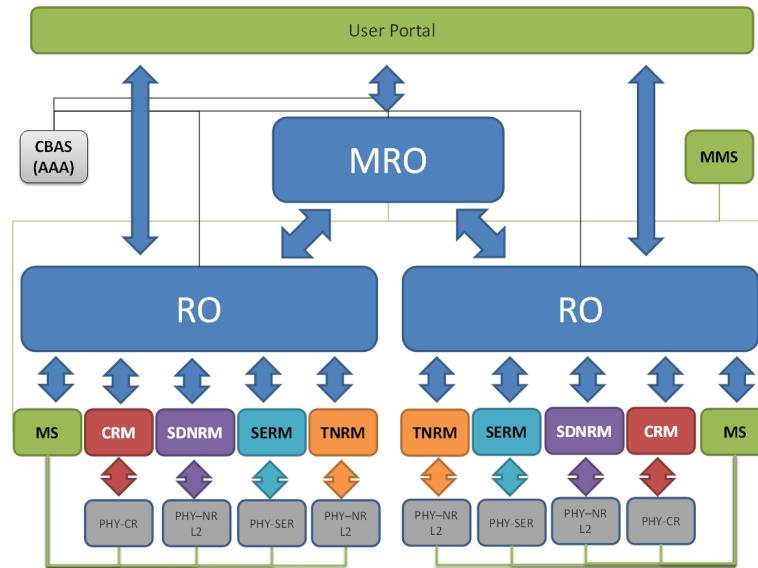 User Portal
CBAS
(AAA)
MRO
MMS
RO
RO
MS
CRM
SDNRM
SERM
TNRM
TNRM
SERM
SDNRM
CRM
MS
PHY-CR
PHY–NR
L2
PHY-SER
PHY–NR
L2
PHY–NR
L2
PHY-SER
PHY–NR
L2
PHY-CR